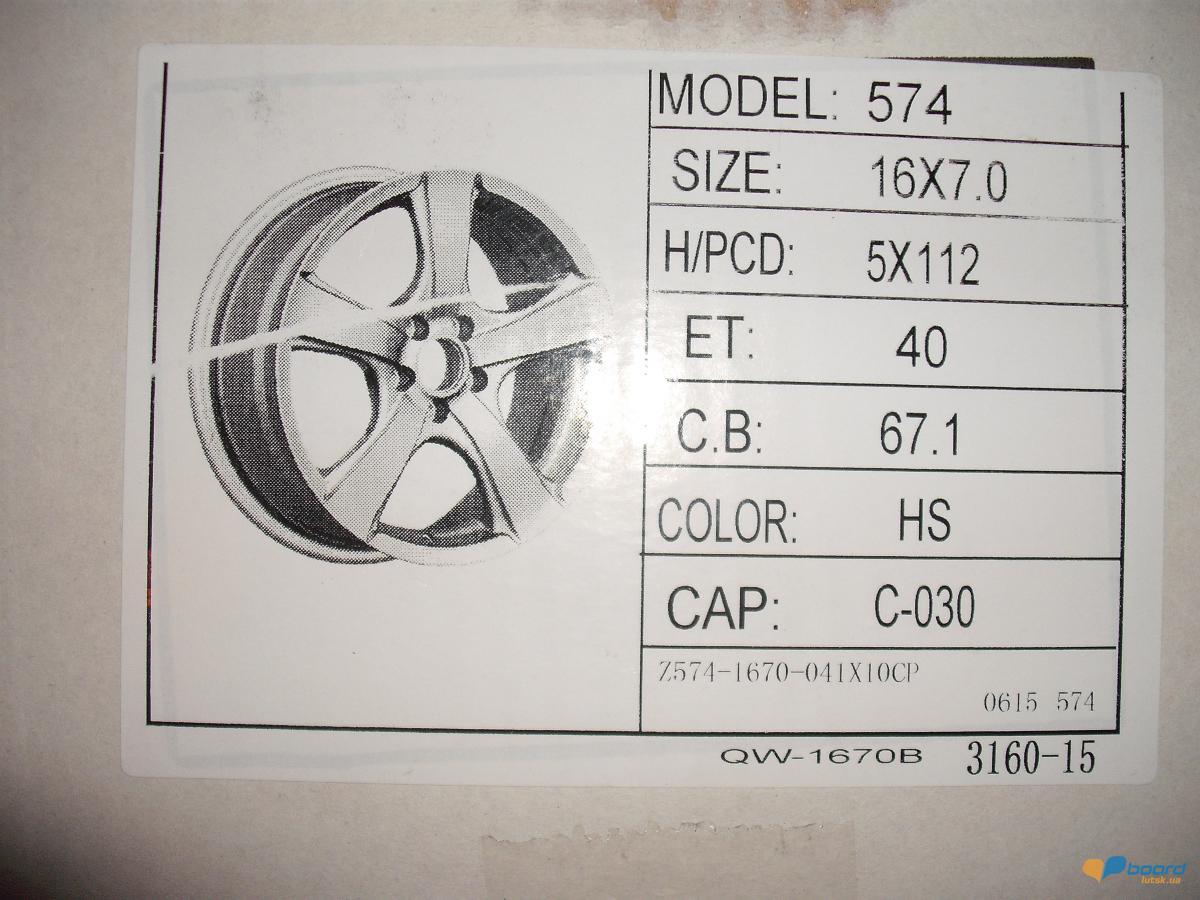 MODEL: 574
SIZE: 16X7.0
H/PCD: 5X112
ET: 40
C.B: 67.1
COLOR: HS
CAP: C-030
Z574-1670-041X10CP
0615 574
QW-1670B 3160-15
board
lutsk.ua